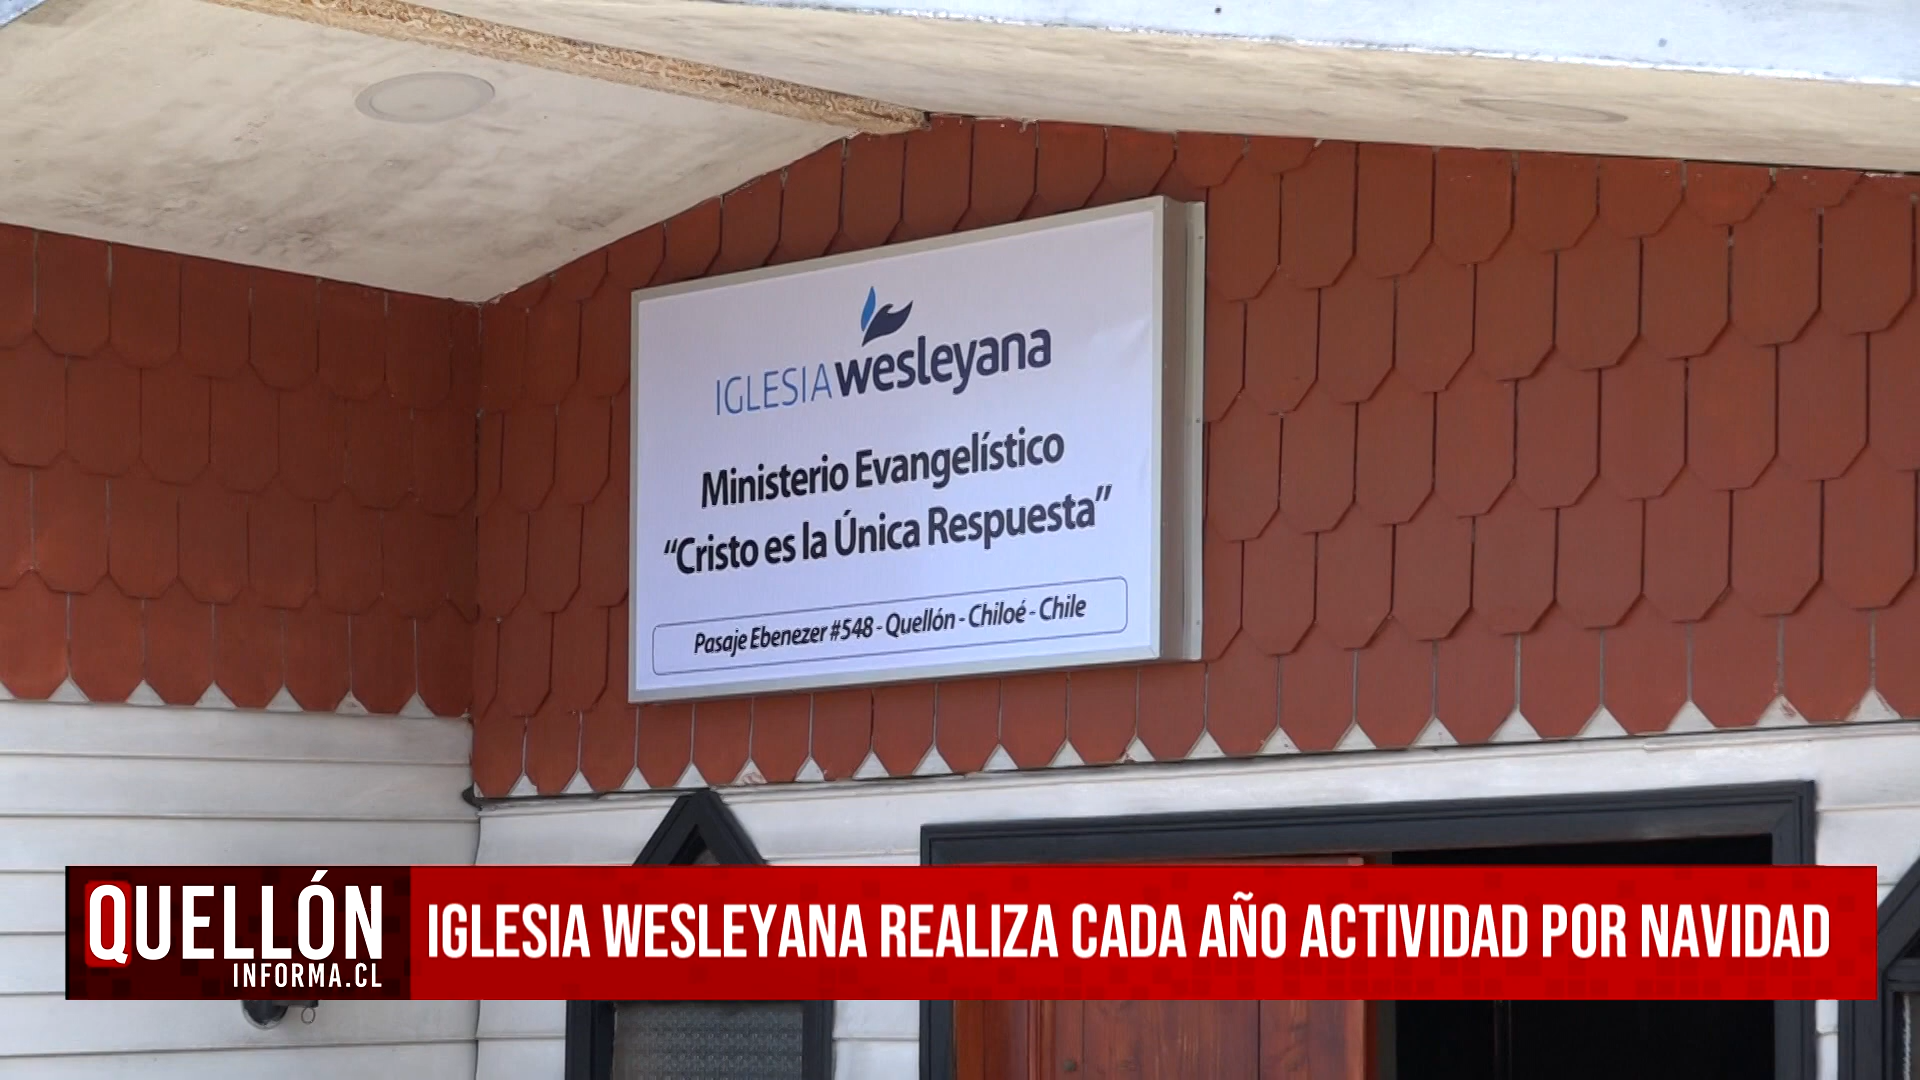 IGLESIA wesleyana
Ministerio Evangelístico
“Cristo es la Única Respuesta”
Pasaje Ebenezer #548 - Quellón - Chiloé - Chile
QUELLÓN
INFORMA.CL
IGLESIA WESLEYANA REALIZA CADA AÑO ACTIVIDAD POR NAVIDAD